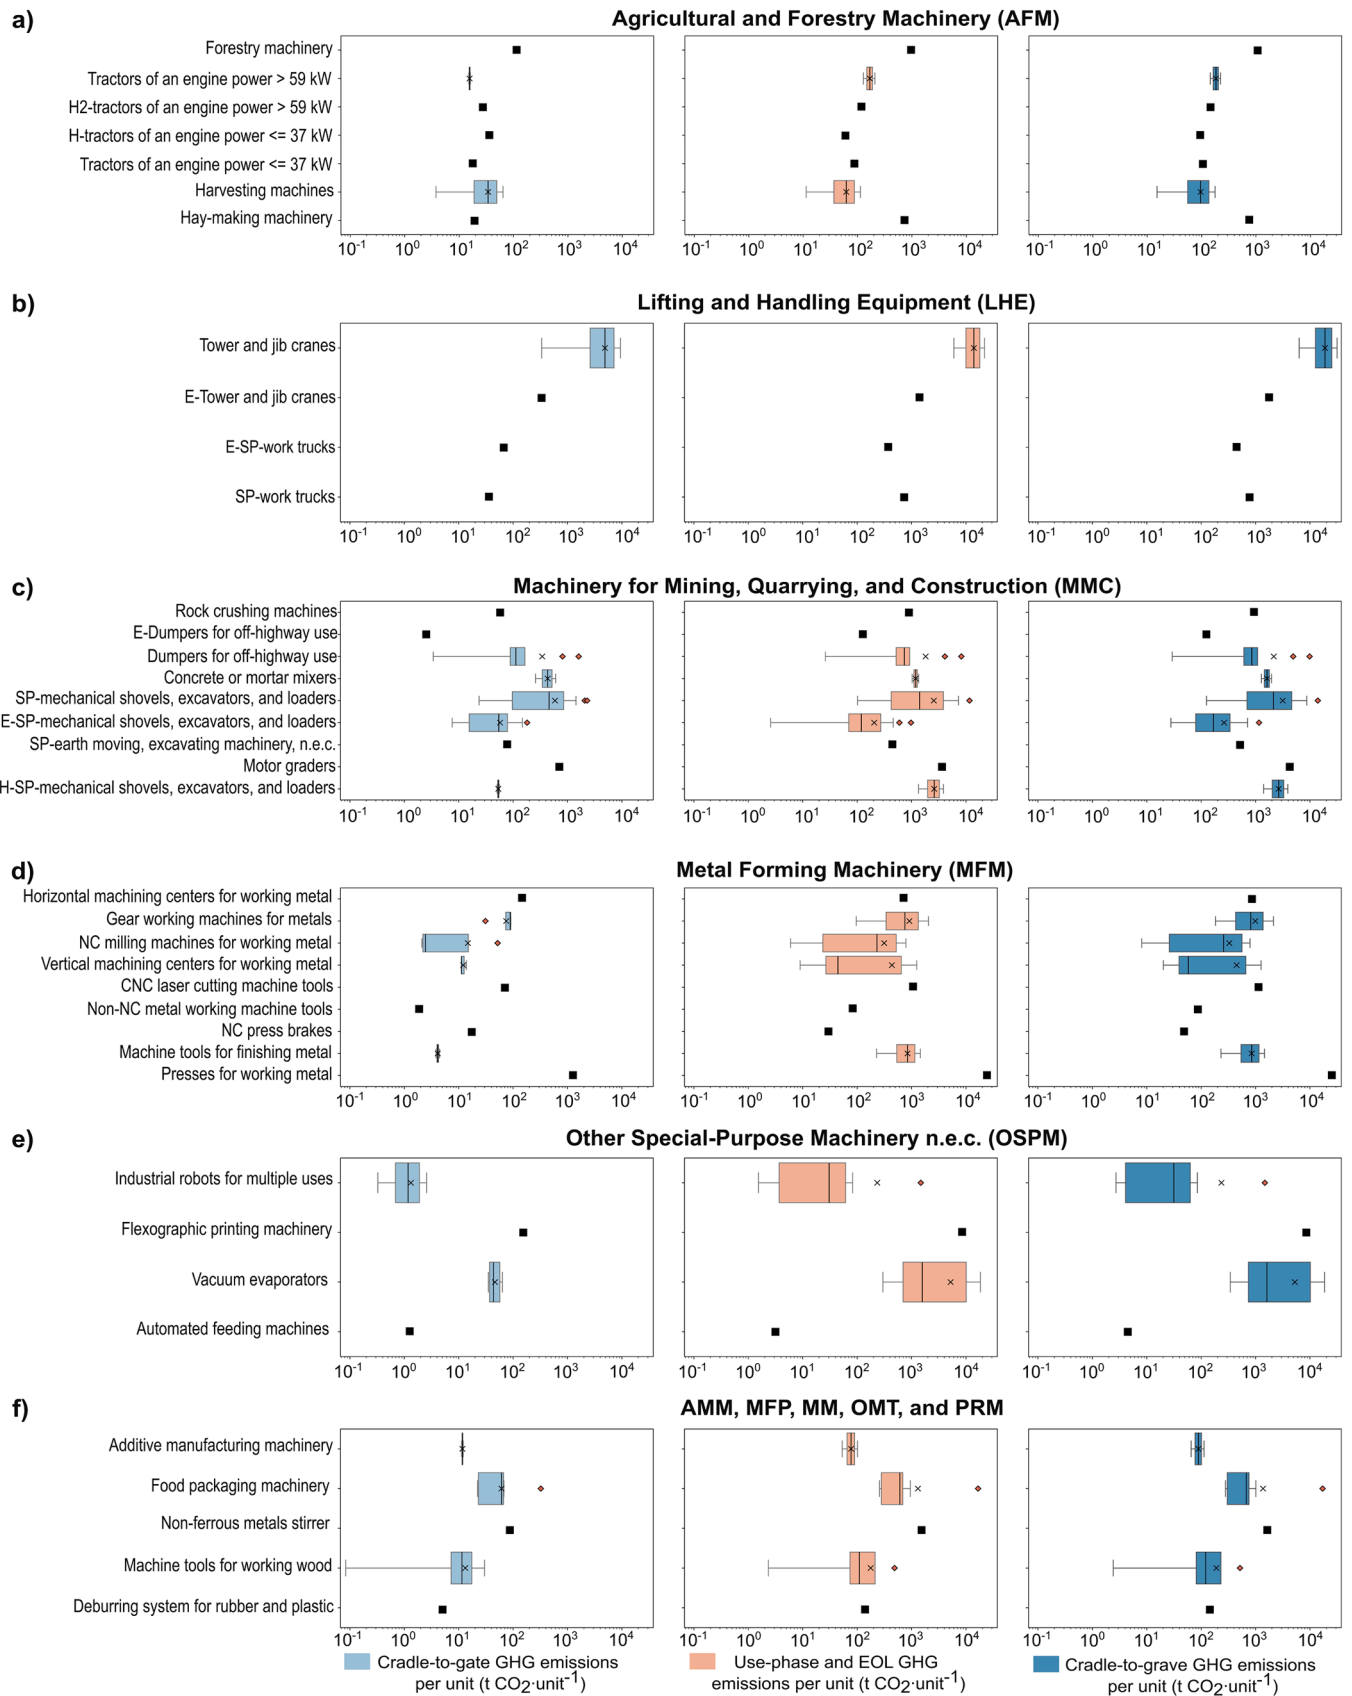 a) Agricultural and Forestry Machinery (AFM)
Forestry machinery
Tractors of an engine power > 59 kW
H2-tractors of an engine power > 59 kW
H-tractors of an engine power <= 37 kW
Tractors of an engine power <= 37 kW
Harvesting machines
Hay-making machinery
10⁻¹ 10⁰ 10¹ 10² 10³ 10⁴ 10⁻¹ 10⁰ 10¹ 10² 10³ 10⁴ 10⁻¹ 10⁰ 10¹ 10² 10³ 10⁴
b) Lifting and Handling Equipment (LHE)
Tower and jib cranes
E-Tower and jib cranes
E-SP-work trucks
SP-work trucks
10⁻¹ 10⁰ 10¹ 10² 10³ 10⁴ 10⁻¹ 10⁰ 10¹ 10² 10³ 10⁴ 10⁻¹ 10⁰ 10¹ 10² 10³ 10⁴
c) Machinery for Mining, Quarrying, and Construction (MMC)
Rock crushing machines
E-Dumpers for off-highway use
Dumpers for off-highway use
Concrete or mortar mixers
SP-mechanical shovels, excavators, and loaders
E-SP-mechanical shovels, excavators, and loaders
SP-earth moving, excavating machinery, n.e.c.
Motor graders
H-SP-mechanical shovels, excavators, and loaders
10⁻¹ 10⁰ 10¹ 10² 10³ 10⁴ 10⁻¹ 10⁰ 10¹ 10² 10³ 10⁴ 10⁻¹ 10⁰ 10¹ 10² 10³ 10⁴
d) Metal Forming Machinery (MFM)
Horizontal machining centers for working metal
Gear working machines for metals
NC milling machines for working metal
Vertical machining centers for working metal
CNC laser cutting machine tools
Non-NC metal working machine tools
NC press brakes
Machine tools for finishing metal
Presses for working metal
10⁻¹ 10⁰ 10¹ 10² 10³ 10⁴ 10⁻¹ 10⁰ 10¹ 10² 10³ 10⁴ 10⁻¹ 10⁰ 10¹ 10² 10³ 10⁴
e) Other Special-Purpose Machinery n.e.c. (OSPM)
Industrial robots for multiple uses
Flexographic printing machinery
Vacuum evaporators
Automated feeding machines
10⁻¹ 10⁰ 10¹ 10² 10³ 10⁴ 10⁻¹ 10⁰ 10¹ 10² 10³ 10⁴ 10⁻¹ 10⁰ 10¹ 10² 10³ 10⁴
f) AMM, MFP, MM, OMT, and PRM
Additive manufacturing machinery
Food packaging machinery
Non-ferrous metals stirrer
Machine tools for working wood
Deburring system for rubber and plastic
10⁻¹ 10⁰ 10¹ 10² 10³ 10⁴ 10⁻¹ 10⁰ 10¹ 10² 10³ 10⁴ 10⁻¹ 10⁰ 10¹ 10² 10³ 10⁴
Cradle-to-gate GHG emissions
per unit (t CO₂·unit⁻¹)
Use-phase and EOL GHG
emissions per unit (t CO₂·unit⁻¹)
Cradle-to-grave GHG emissions
per unit (t CO₂·unit⁻¹)